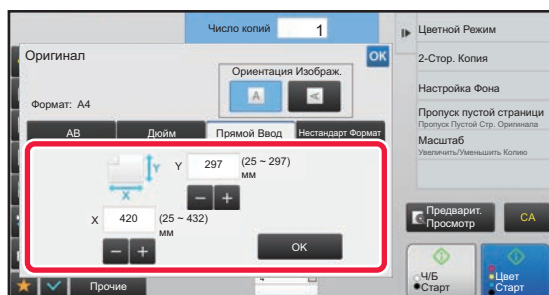 Число копий 1
Оригинал
OK
Ориентация Изображ.
A
A
Формат: A4
AB
Дюйм
Прямой Ввод
Нестандарт Формат
Y
X
Y 297 (25 ~ 297)
мм
X 420 (25 ~ 432)
мм
OK
Прочие
Цветной Режим
2-Стор. Копия
Настройка Фона
Пропуск пустой страници
Пропуск Пустой Стр. Оригинала
Масштаб
Увеличить/Уменьшить Копию
Предварит.
Просмотр
CA
Ч/Б
Старт
Цвет
Старт